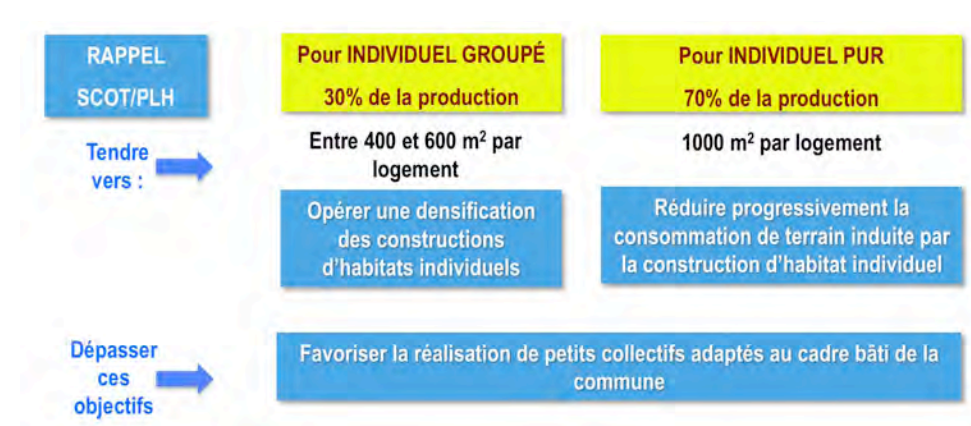 RAPPEL
SCOT/PLH
Pour INDIVIDUEL GROUPÉ
30% de la production
Pour INDIVIDUEL PUR
70% de la production
Tendre
vers :
Entre 400 et 600 m² par
logement
1000 m² par logement
Opérer une densification
des constructions
d'habitats individuels
Réduire progressivement la
consommation de terrain induite par
la construction d'habitat individuel
Dépasser
ces
objectifs
Favoriser la réalisation de petits collectifs adaptés au cadre bâti de la
commune